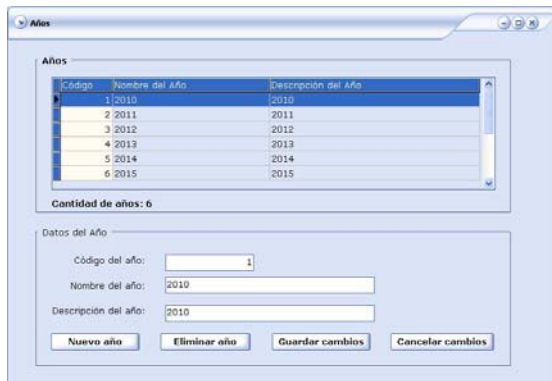 Años
Años
Código Nombre del Año Descripción del Año
1 2010 2010
2 2011 2011
3 2012 2012
4 2013 2013
5 2014 2014
6 2015 2015
Cantidad de años: 6
Datos del Año
Código del año: 1
Nombre del año: 2010
Descripción del año: 2010
Nuevo año Eliminar año Guardar cambios Cancelar cambios